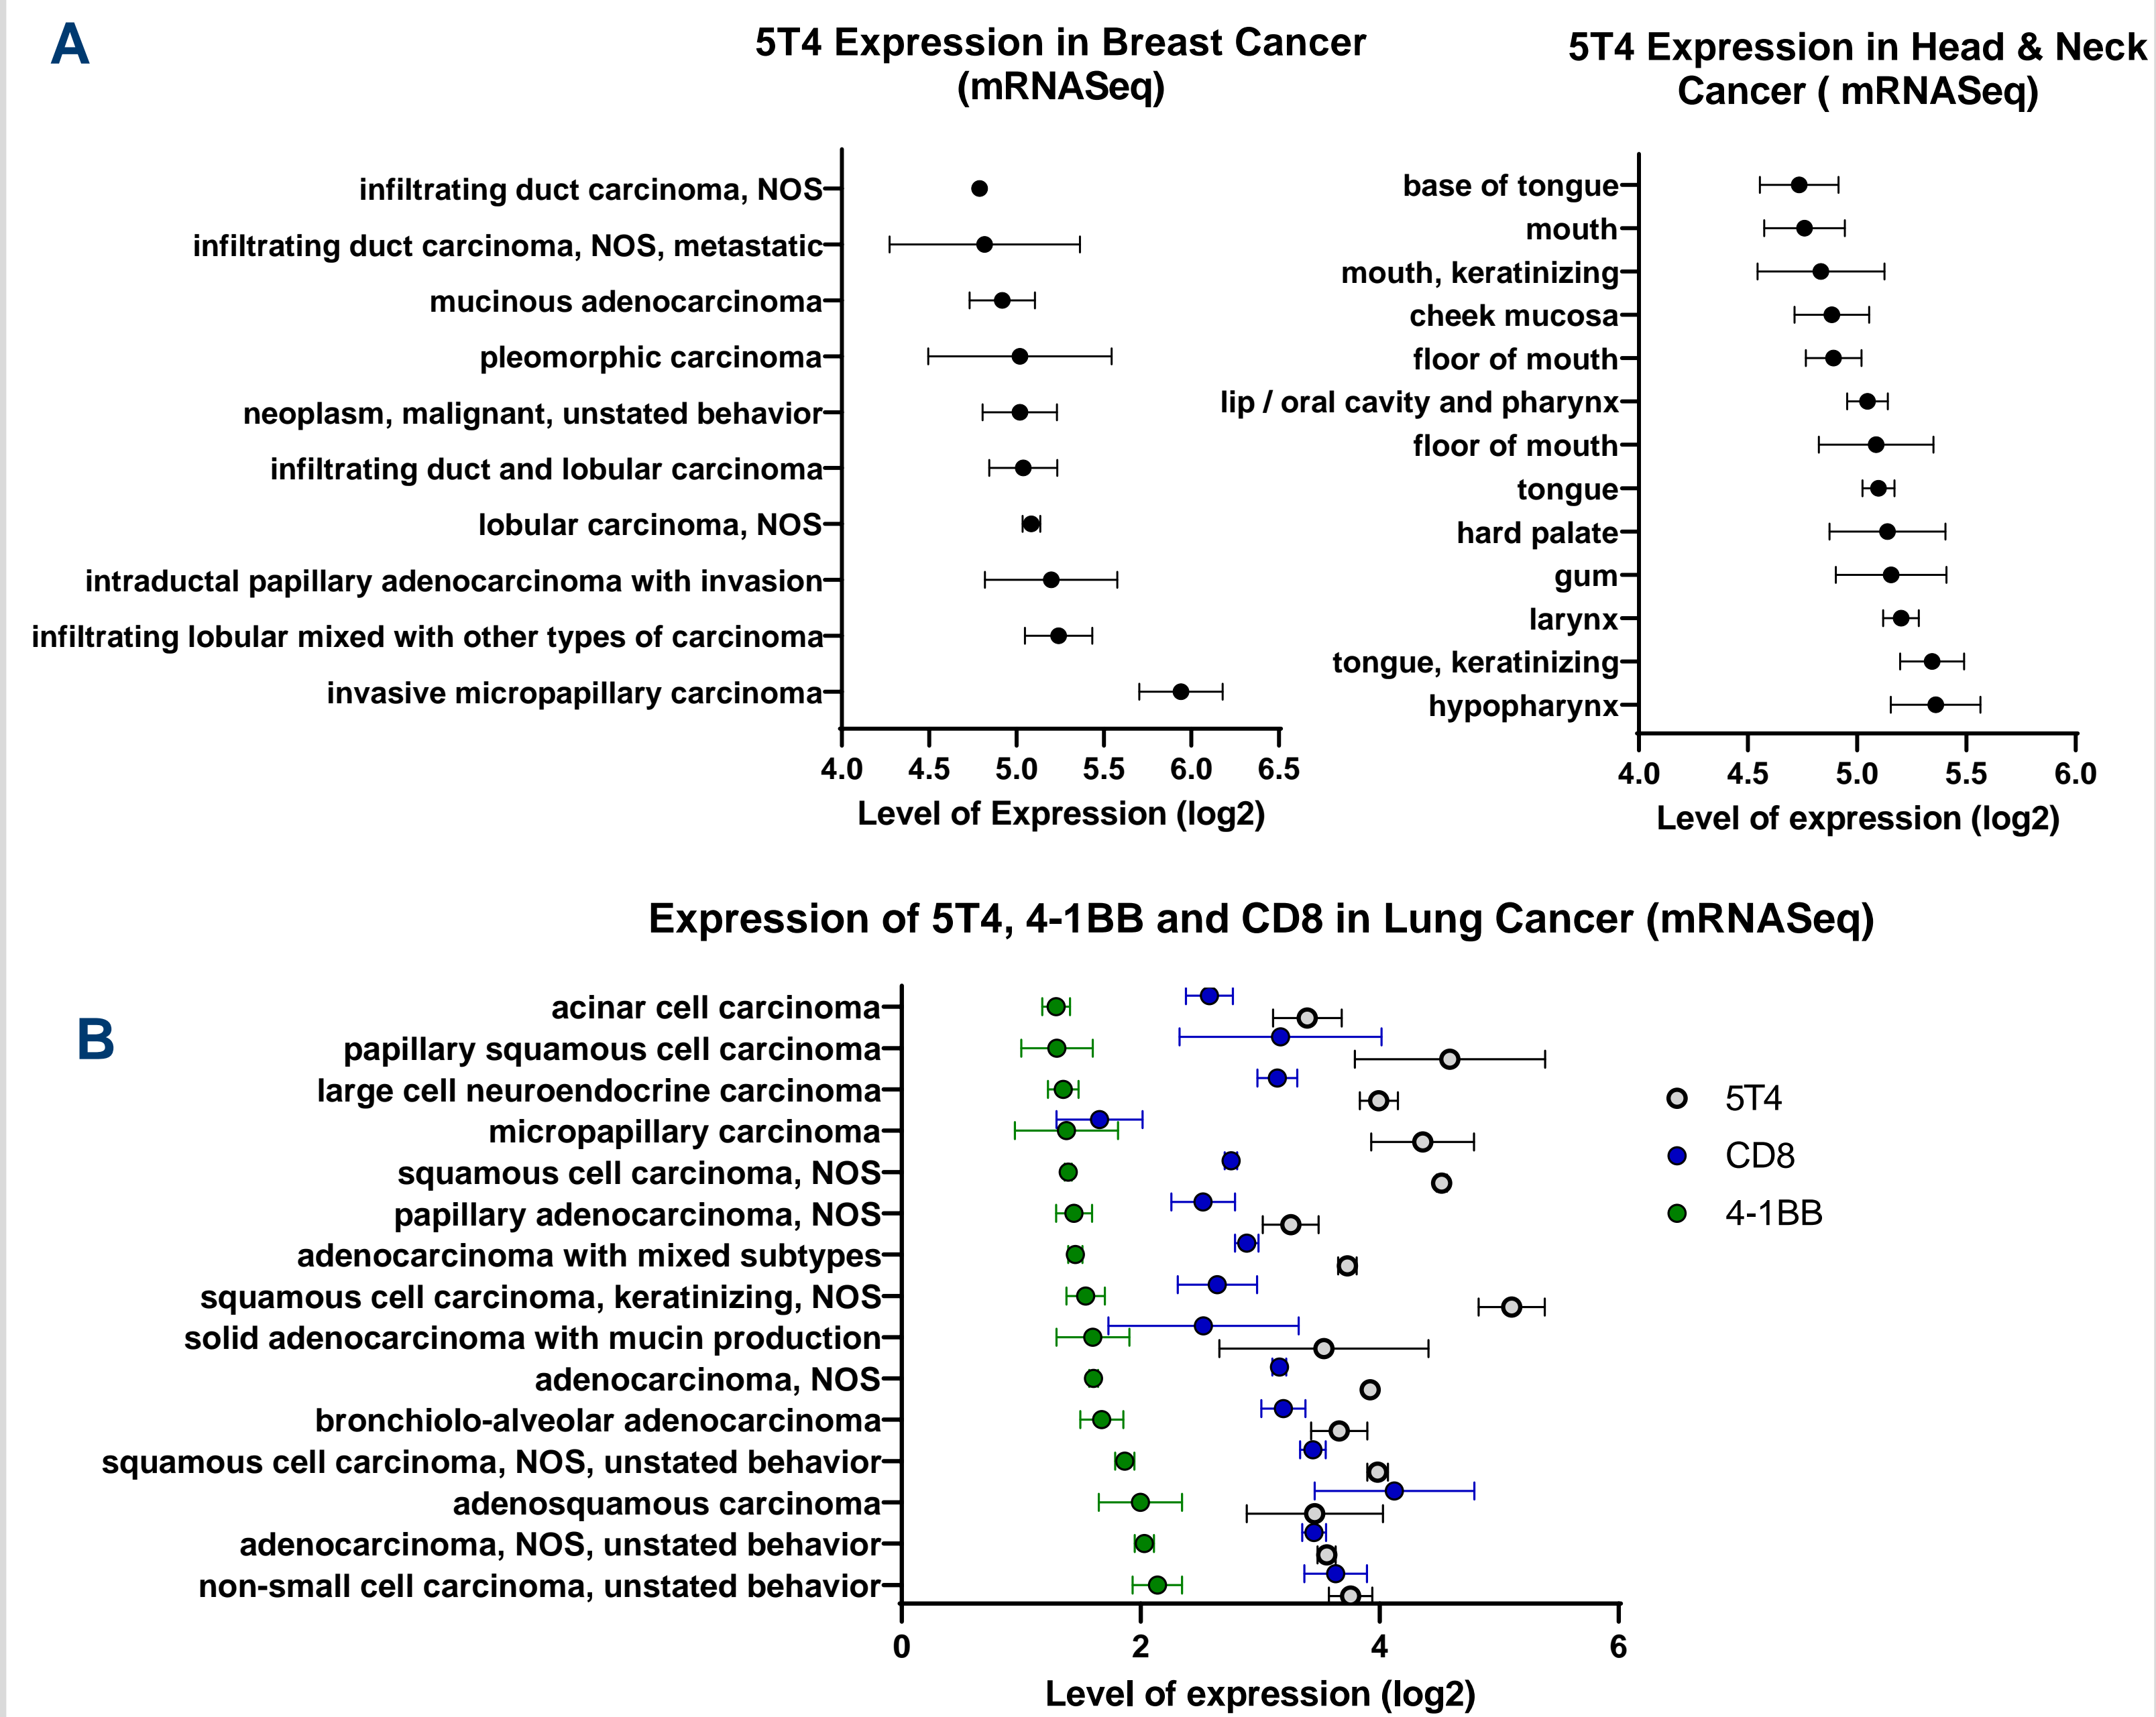 A
5T4 Expression in Breast Cancer
(mRNASeq)
infiltrating duct carcinoma, NOS
infiltrating duct carcinoma, NOS, metastatic
mucinous adenocarcinoma
pleomorphic carcinoma
neoplasm, malignant, unstated behavior
infiltrating duct and lobular carcinoma
lobular carcinoma, NOS
intraductal papillary adenocarcinoma with invasion
infiltrating lobular mixed with other types of carcinoma
invasive micropapillary carcinoma
4.0 4.5 5.0 5.5 6.0 6.5
Level of Expression (log2)
5T4 Expression in Head & Neck
Cancer ( mRNASeq)
base of tongue
mouth
mouth, keratinizing
cheek mucosa
floor of mouth
lip / oral cavity and pharynx
floor of mouth
tongue
hard palate
gum
larynx
tongue, keratinizing
hypopharynx
4.0 4.5 5.0 5.5 6.0
Level of expression (log2)
B
Expression of 5T4, 4-1BB and CD8 in Lung Cancer (mRNASeq)
acinar cell carcinoma
papillary squamous cell carcinoma
large cell neuroendocrine carcinoma
micropapillary carcinoma
squamous cell carcinoma, NOS
papillary adenocarcinoma, NOS
adenocarcinoma with mixed subtypes
squamous cell carcinoma, keratinizing, NOS
solid adenocarcinoma with mucin production
adenocarcinoma, NOS
bronchiolo-alveolar adenocarcinoma
squamous cell carcinoma, NOS, unstated behavior
adenosquamous carcinoma
adenocarcinoma, NOS, unstated behavior
non-small cell carcinoma, unstated behavior
0 2 4 6
Level of expression (log2)
5T4
CD8
4-1BB